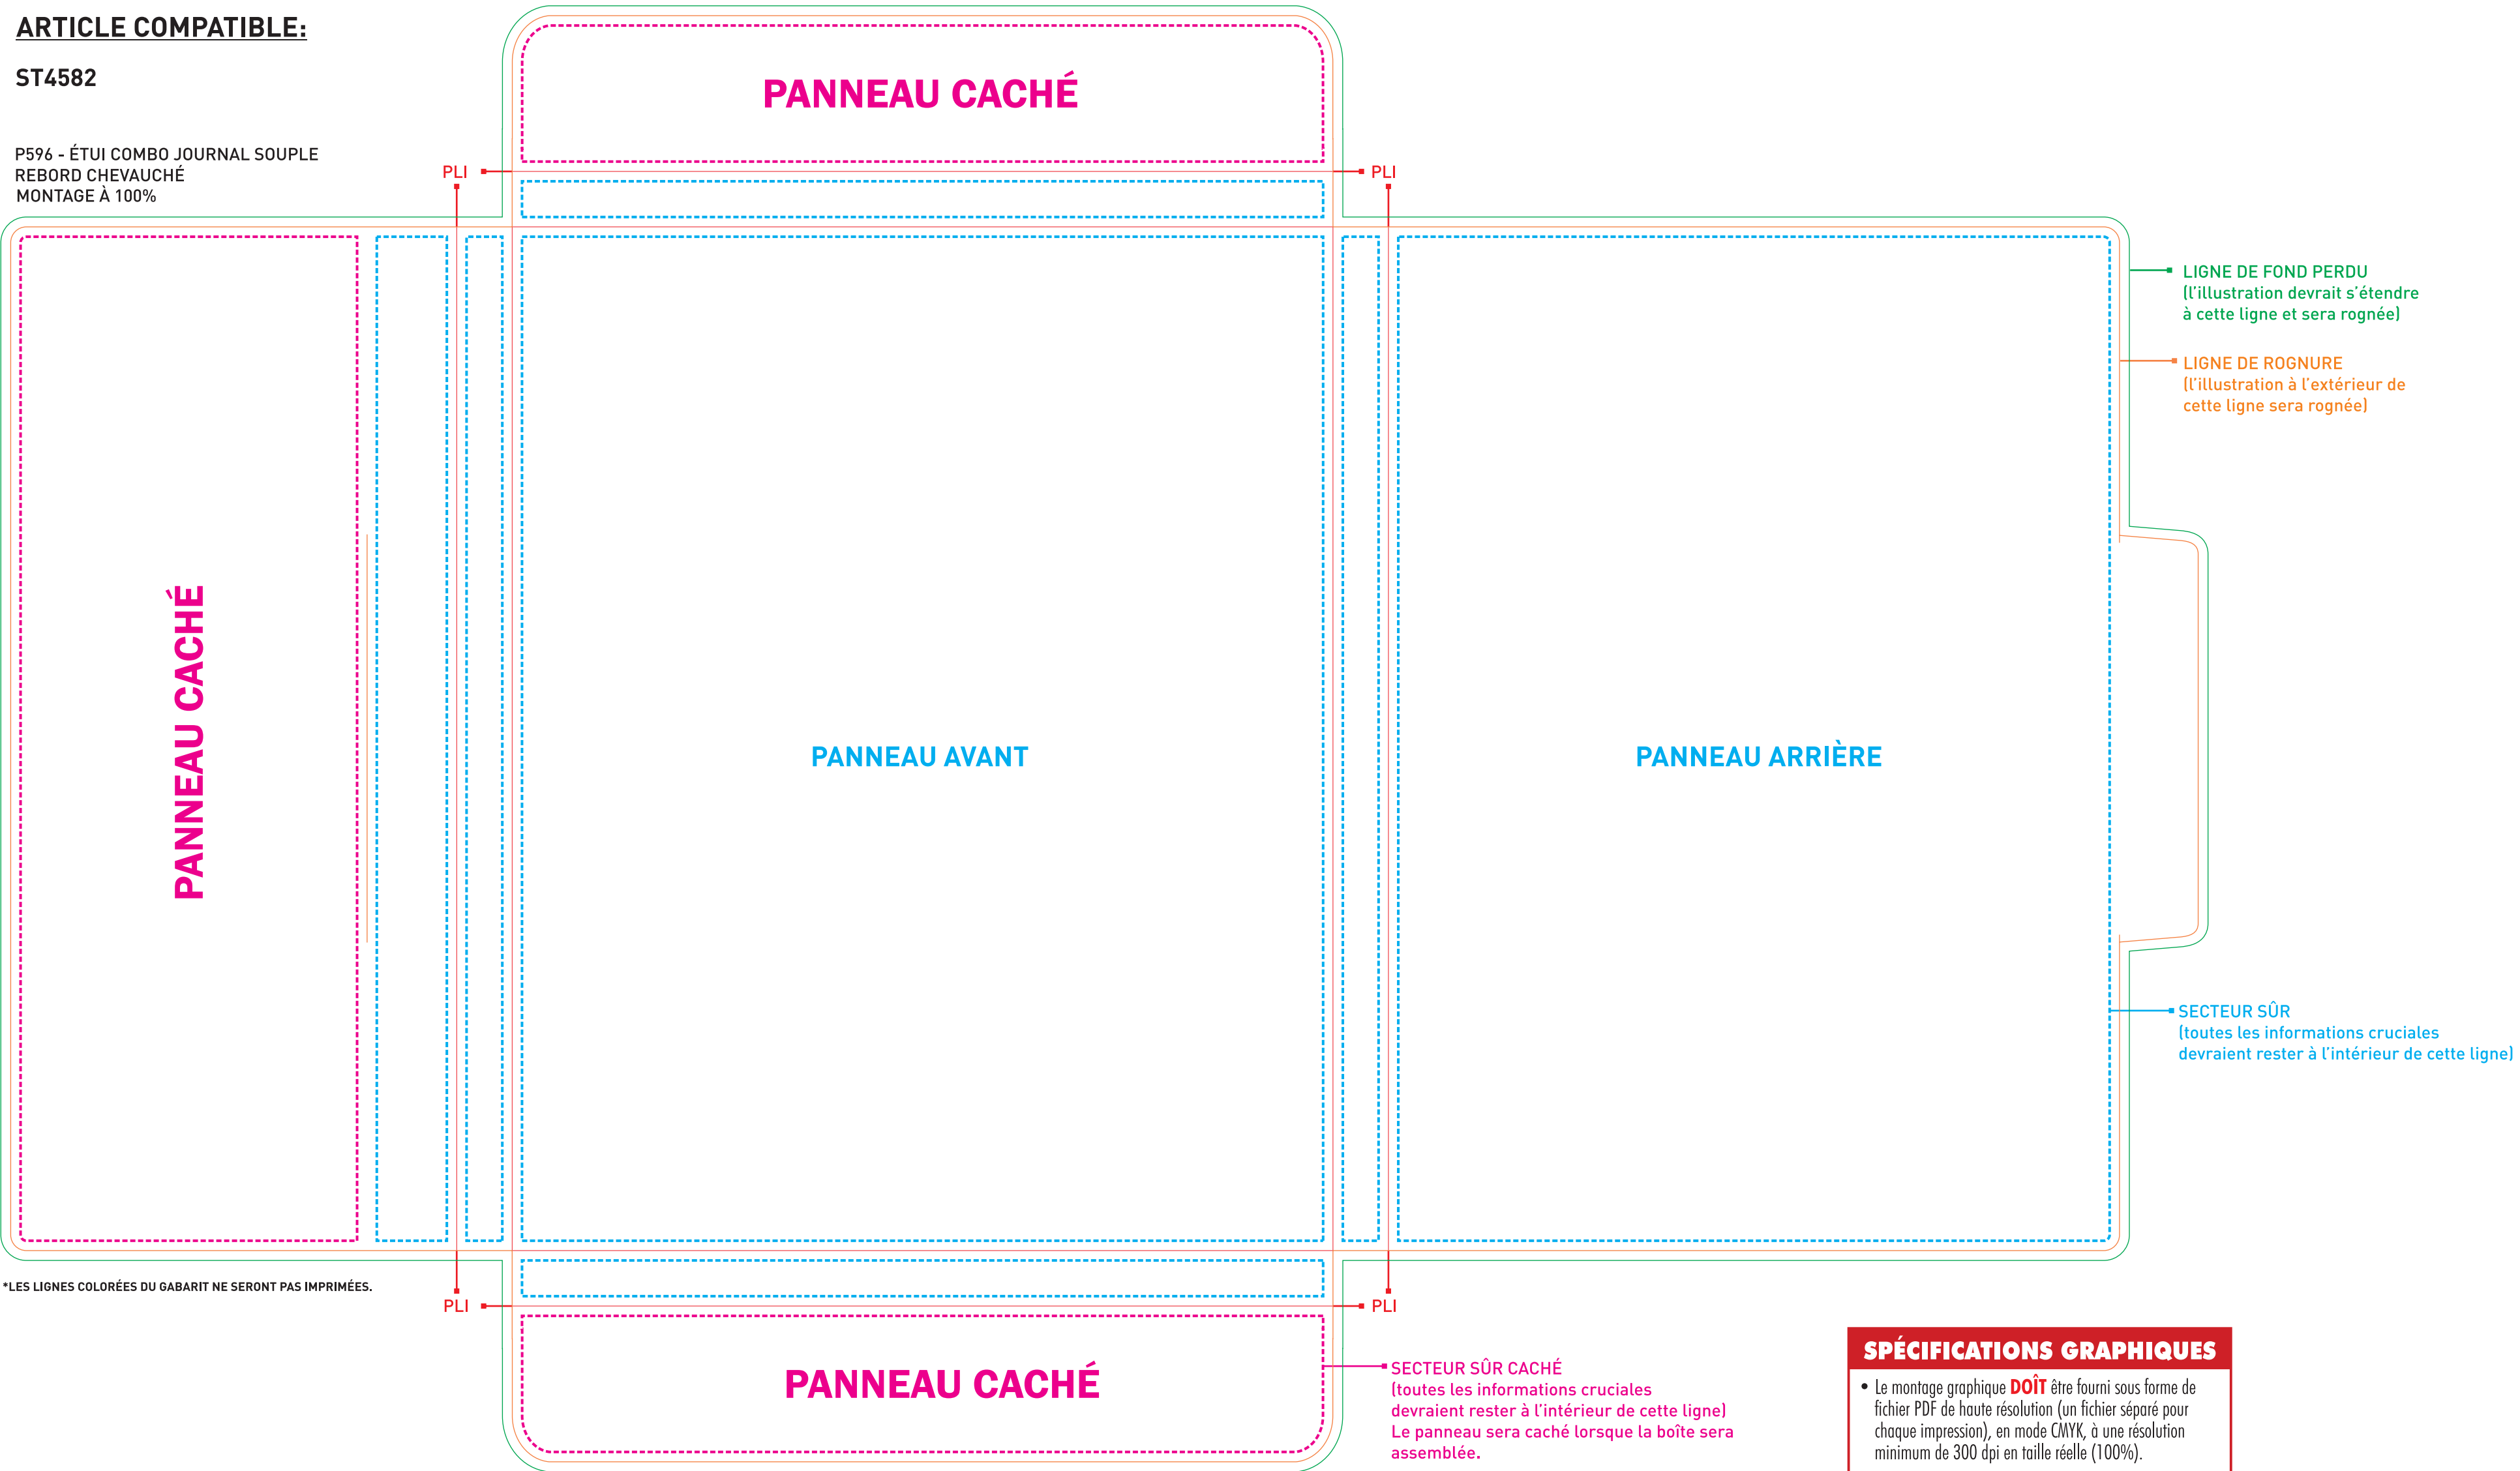 ARTICLE COMPATIBLE:
ST4582
P596 - ÉTUI COMBO JOURNAL SOUPLE
REBORD CHEVAUCHÉ
MONTAGE À 100%
PANNEAU CACHÉ
PLI
PLI
LIGNE DE FOND PERDU
(l'illustration devrait s'étendre
à cette ligne et sera rognée)
LIGNE DE ROGNURE
(l'illustration à l'extérieur de
cette ligne sera rognée)
PANNEAU CACHÉ
PANNEAU AVANT
PANNEAU ARRIÈRE
SECTEUR SÛR
(toutes les informations cruciales
devraient rester à l'intérieur de cette ligne)
*LES LIGNES COLORÉES DU GABARIT NE SERONT PAS IMPRIMÉES.
PLI
PLI
PANNEAU CACHÉ
SECTEUR SÛR CACHÉ
(toutes les informations cruciales
devraient rester à l'intérieur de cette ligne)
Le panneau sera caché lorsque la boîte sera
assemblée.
SPÉCIFICATIONS GRAPHIQUES
• Le montage graphique DOÎT être fourni sous forme de
fichier PDF de haute résolution (un fichier séparé pour
chaque impression), en mode CMYK, à une résolution
minimum de 300 dpi en taille réelle (100%).